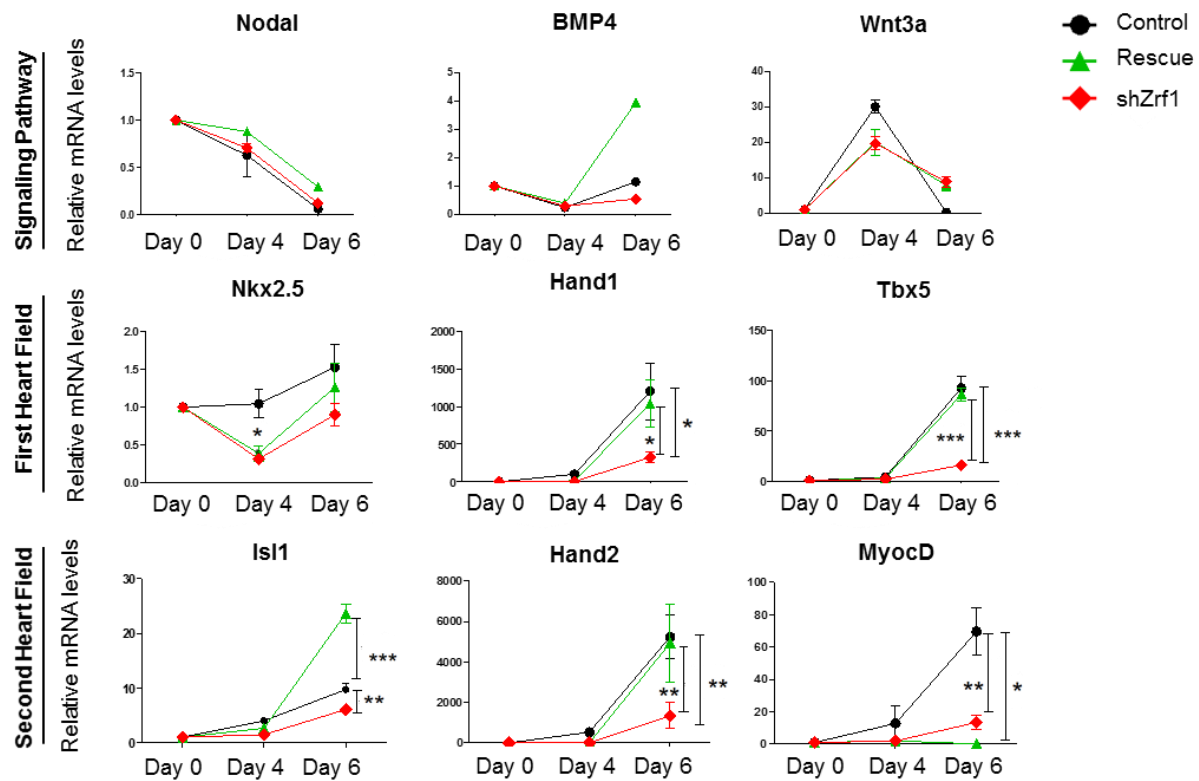 Nodal BMP4 Wnt3a
Control
Rescue
shZrf1
Signaling Pathway
Relative mRNA levels
1.5
1.0
0.5
0.0
Day 0 Day 4 Day 6
5
4
3
2
1
0
Day 0 Day 4 Day 6
40
30
20
10
0
Day 0 Day 4 Day 6
First Heart Field
Relative mRNA levels
Nkx2.5
2.0
1.5
1.0
0.5
0.0
*
Day 0 Day 4 Day 6
Hand1
2000
1500
1000
500
0
* *
Day 0 Day 4 Day 6
Tbx5
150
100
50
0
*** ***
Day 0 Day 4 Day 6
Second Heart Field
Relative mRNA levels
Isl1
30
20
10
0
***
**
Day 0 Day 4 Day 6
Hand2
8000
6000
4000
2000
0
** **
Day 0 Day 4 Day 6
MyocD
100
80
60
40
20
0
** *
Day 0 Day 4 Day 6